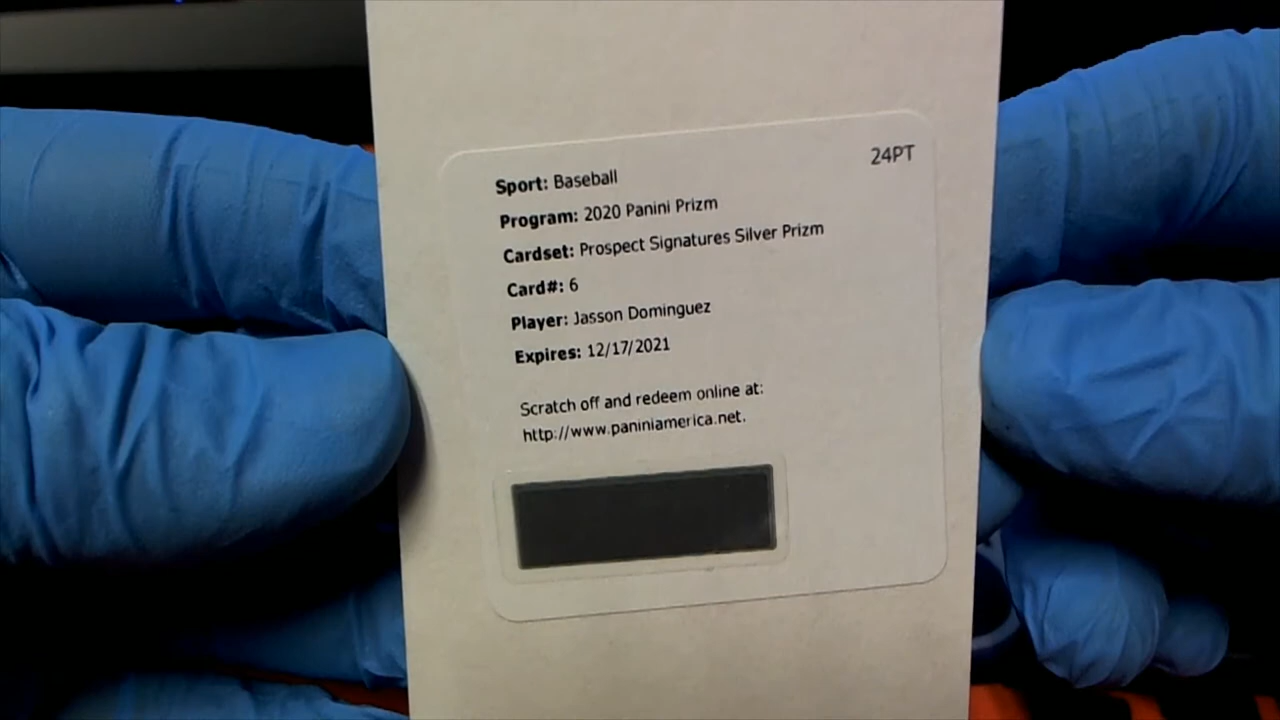 24PT
Sport: Baseball
Program: 2020 Panini Prizm
Cardset: Prospect Signatures Silver Prizm
Card#: 6
Player: Jasson Dominguez
Expires: 12/17/2021
Scratch off and redeem online at:
http://www.paniniamerica.net.